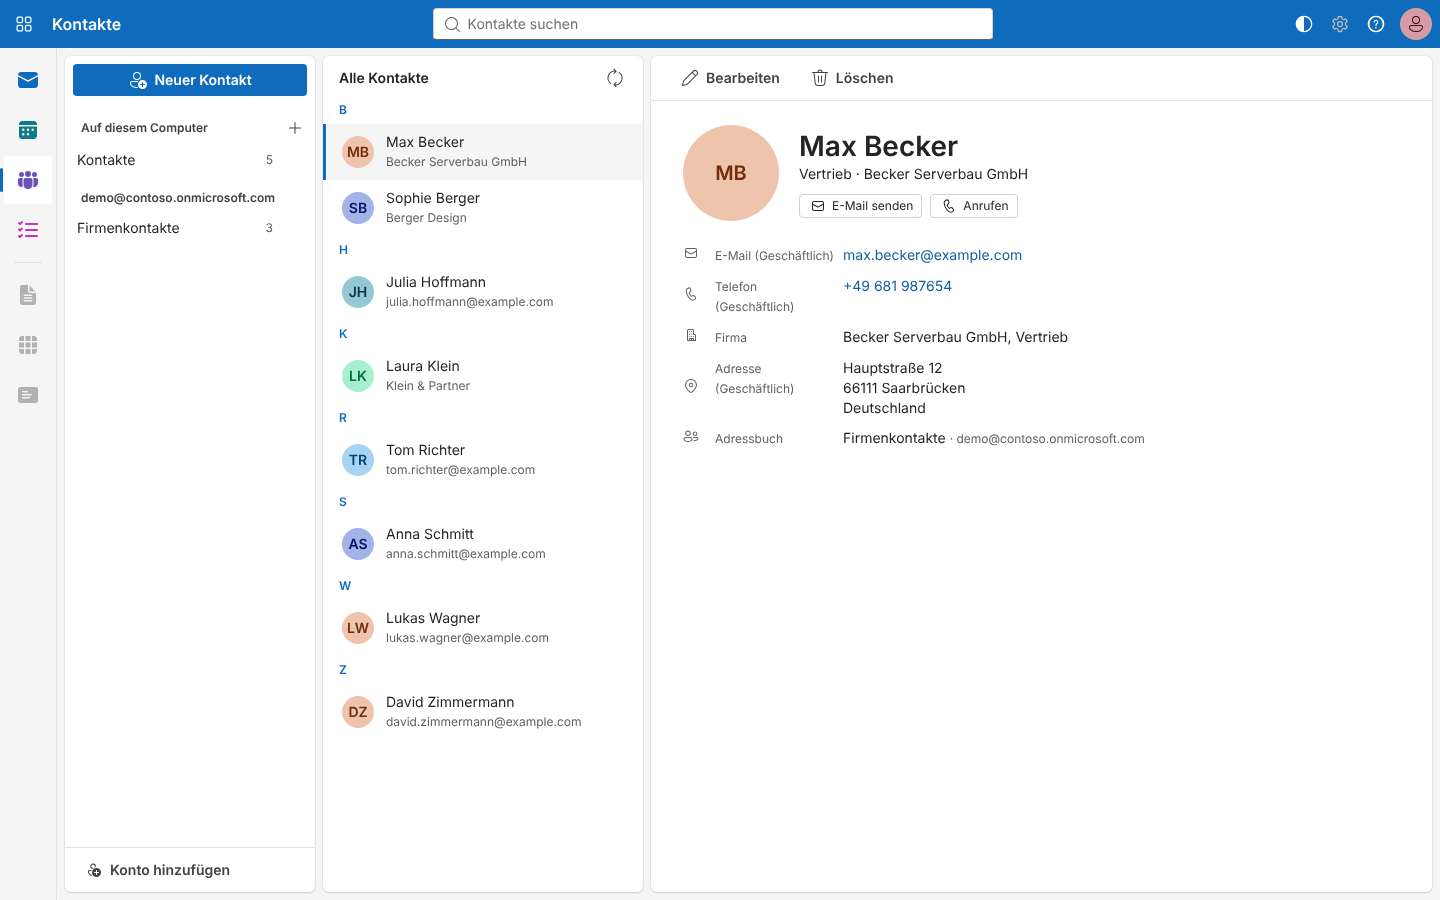 Kontakte
Kontakte suchen
Neuer Kontakt
Auf diesem Computer
Kontakte 5
demo@contoso.onmicrosoft.com
Firmenkontakte 3
Konto hinzufügen
Alle Kontakte
B
MB
Max Becker
Becker Serverbau GmbH
SB
Sophie Berger
Berger Design
H
JH
Julia Hoffmann
julia.hoffmann@example.com
K
LK
Laura Klein
Klein & Partner
R
TR
Tom Richter
tom.richter@example.com
S
AS
Anna Schmitt
anna.schmitt@example.com
W
LW
Lukas Wagner
lukas.wagner@example.com
Z
DZ
David Zimmermann
david.zimmermann@example.com
Bearbeiten Löschen
MB
Max Becker
Vertrieb · Becker Serverbau GmbH
E-Mail senden Anrufen
E-Mail (Geschäftlich) max.becker@example.com
Telefon +49 681 987654
(Geschäftlich)
Firma Becker Serverbau GmbH, Vertrieb
Adresse Hauptstraße 12
(Geschäftlich) 66111 Saarbrücken
Deutschland
Adressbuch Firmenkontakte · demo@contoso.onmicrosoft.com